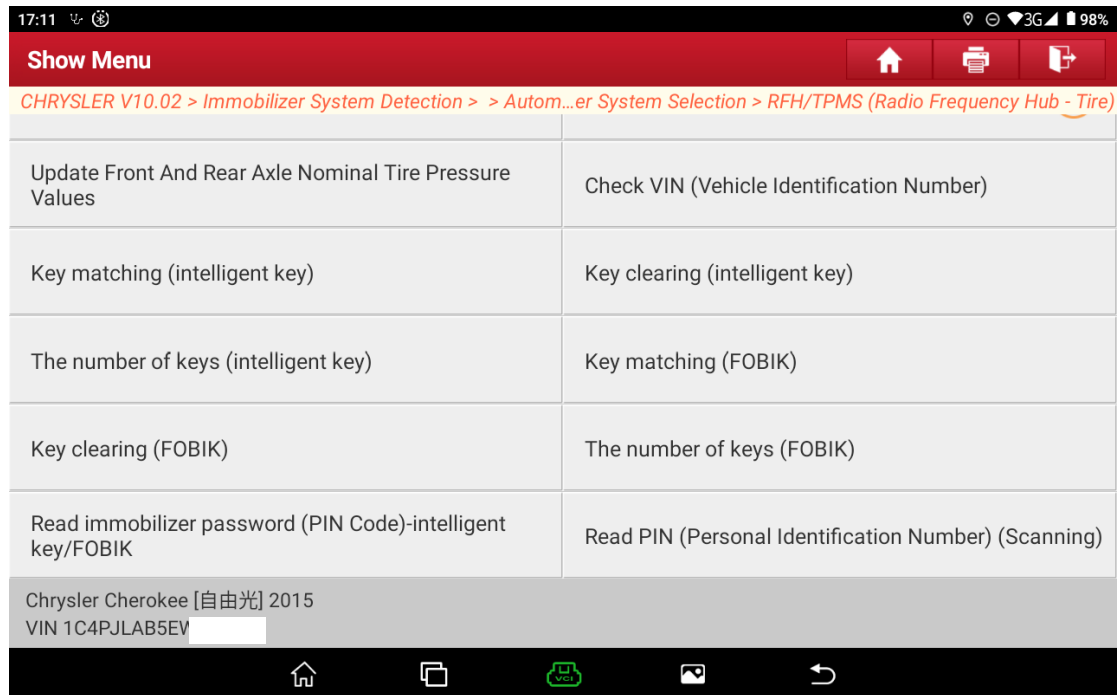 17:11
3G 98%
Show Menu
CHRYSLER V10.02 > Immobilizer System Detection > > Autom...er System Selection > RFH/TPMS (Radio Frequency Hub - Tire)
Update Front And Rear Axle Nominal Tire Pressure
Values
Check VIN (Vehicle Identification Number)
Key matching (intelligent key)
Key clearing (intelligent key)
The number of keys (intelligent key)
Key matching (FOBIK)
Key clearing (FOBIK)
The number of keys (FOBIK)
Read immobilizer password (PIN Code)-intelligent
key/FOBIK
Read PIN (Personal Identification Number) (Scanning)
Chrysler Cherokee [自由光] 2015
VIN 1C4PJLAB5EW
VCI